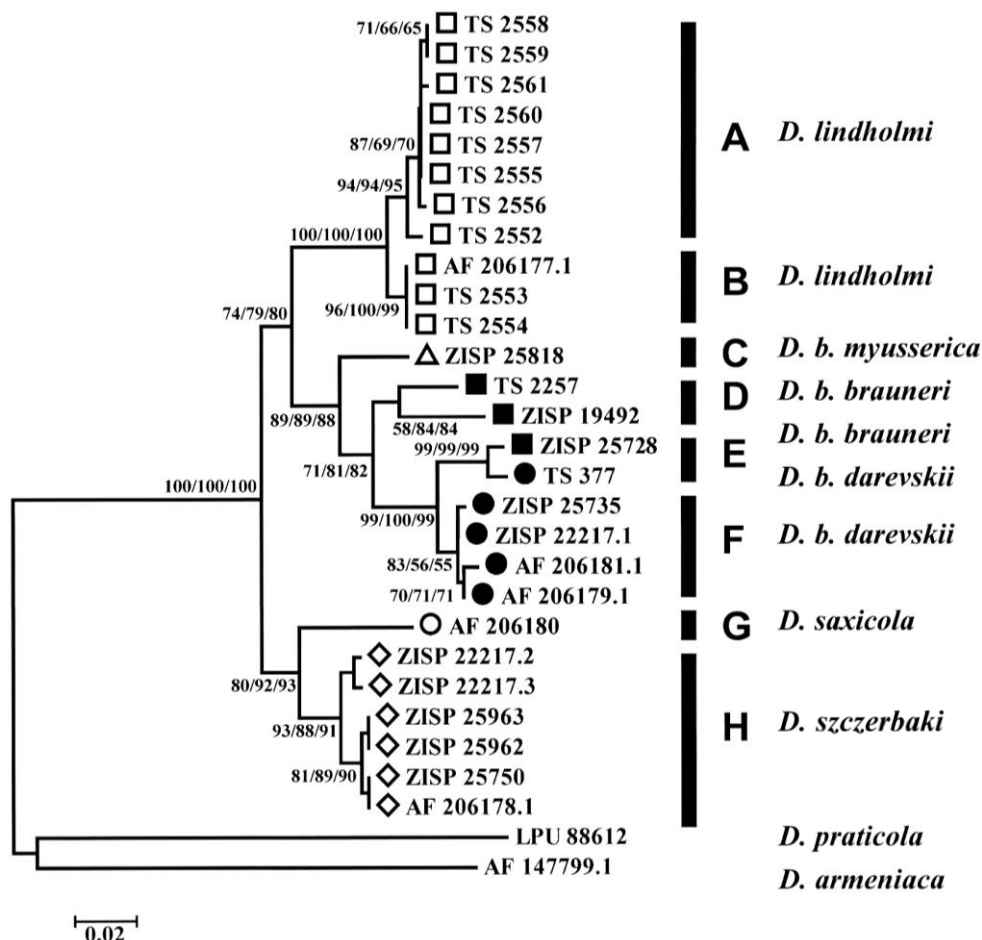 71/66/65
TS 2558
TS 2559
TS 2561
TS 2560
87/69/70
TS 2557
TS 2555
94/94/95
TS 2556
TS 2552
A D. lindholmi
100/100/100
AF 206177.1
TS 2553
96/100/99
TS 2554
B D. lindholmi
74/79/80
ZISP 25818
C D. b. myusserica
TS 2257
89/89/88
ZISP 19492
58/84/84
D D. b. brauneri
99/99/99
ZISP 25728
TS 377
71/81/82
E D. b. brauneri
D. b. darevskii
100/100/100
ZISP 25735
99/100/99
ZISP 22217.1
83/56/55
AF 206181.1
70/71/71
AF 206179.1
F D. b. darevskii
AF 206180
G D. saxicola
ZISP 22217.2
80/92/93
ZISP 22217.3
ZISP 25963
93/88/91
ZISP 25962
81/89/90
ZISP 25750
AF 206178.1
H D. szczerbaki
LPU 88612
D. praticola
AF 147799.1
D. armeniaca
0.02